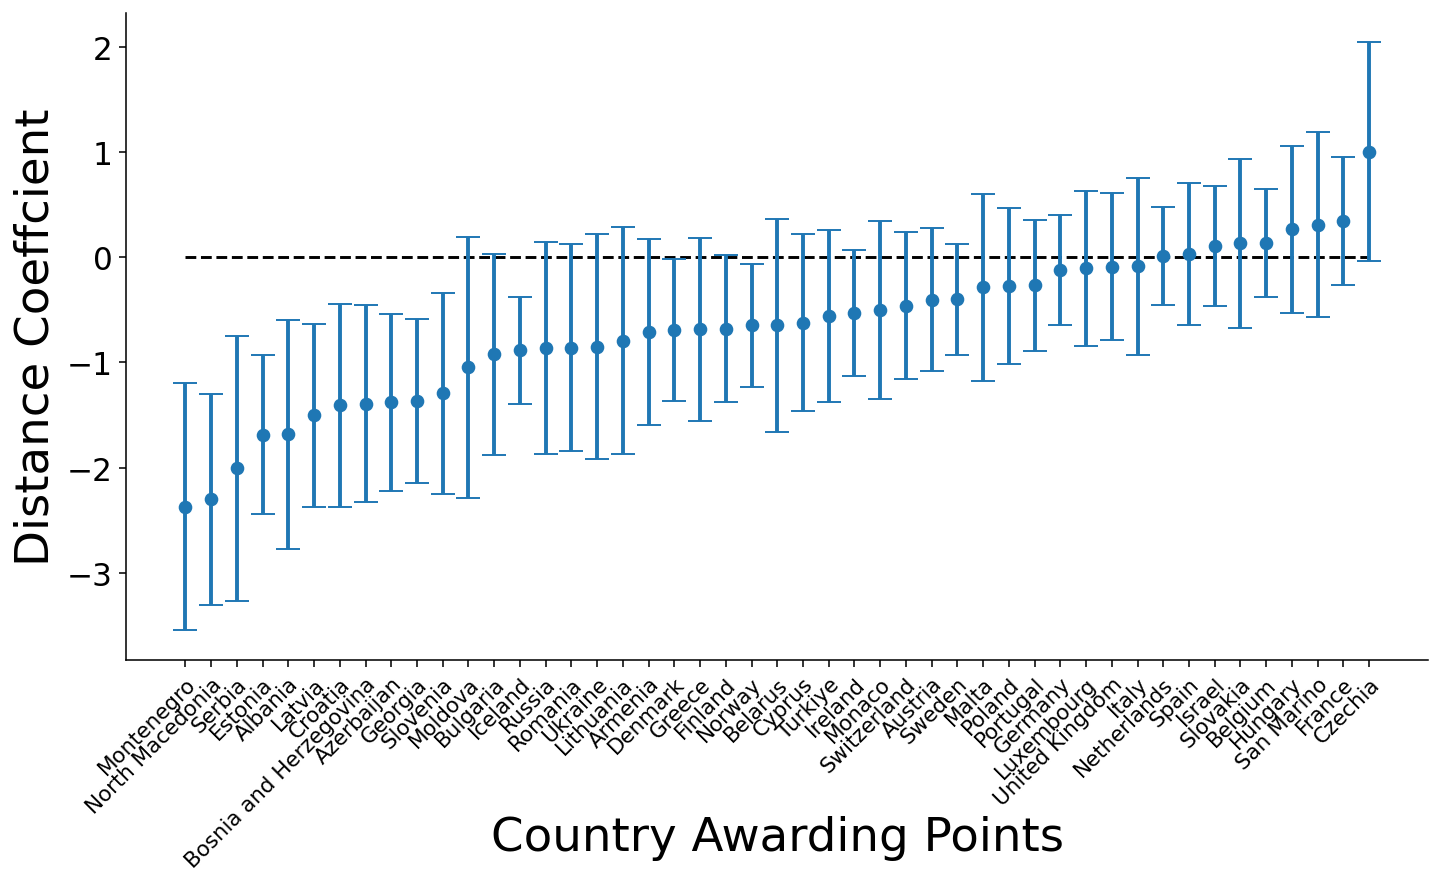 2
1
0
−1
−2
−3
Distance Coeffcient
Montenegro
North Macedonia
Serbia
Estonia
Albania
Latvia
Croatia
Bosnia and Herzegovina
Azerbaijan
Georgia
Slovenia
Moldova
Bulgaria
Iceland
Russia
Romania
Ukraine
Lithuania
Armenia
Denmark
Greece
Finland
Norway
Belarus
Cyprus
Turkiye
Ireland
Monaco
Switzerland
Austria
Sweden
Malta
Poland
Portugal
Germany
Luxembourg
United Kingdom
Italy
Netherlands
Spain
Israel
Slovakia
Belgium
Hungary
San Marino
France
Czechia
Country Awarding Points